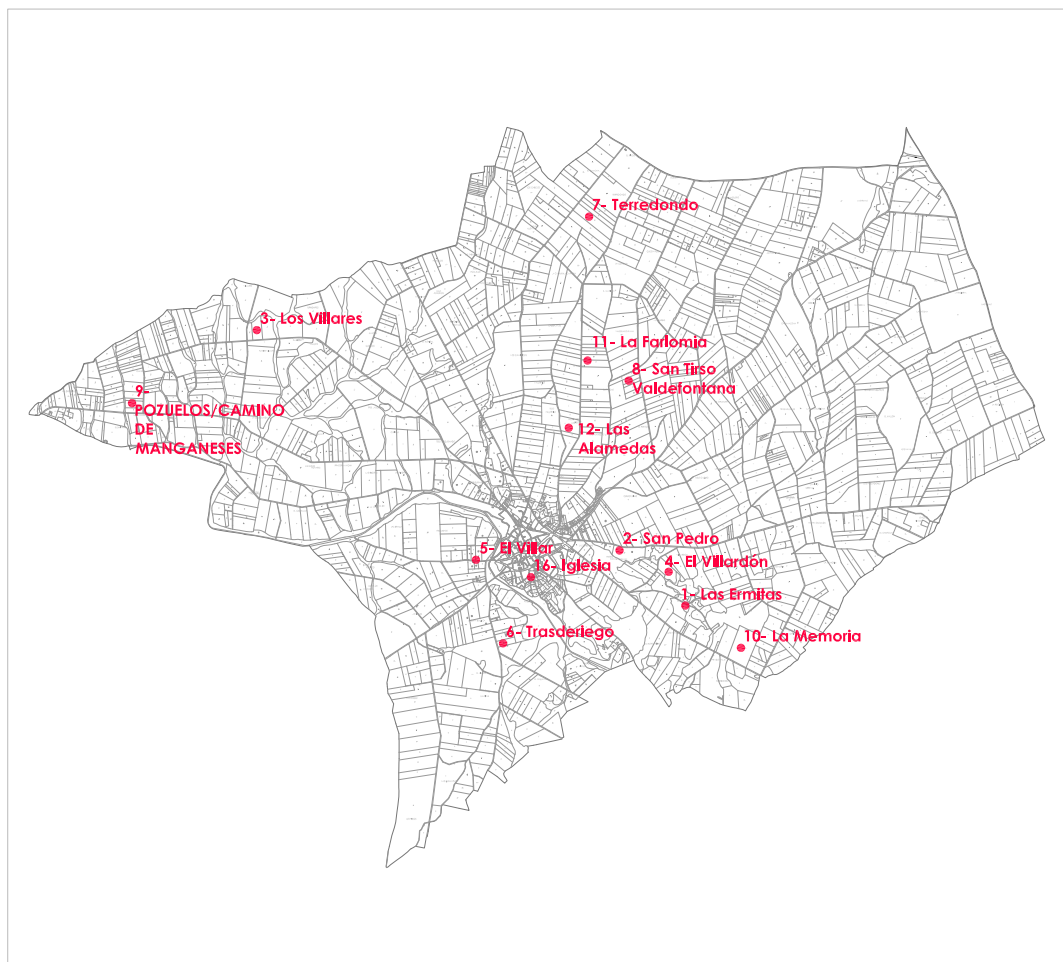 7- Terredondo
3- Los Villares
11- La Farlomia
8- San Tirso
Valdefontana
9-
POZUELOS/CAMINO
DE
MANGANESES
12- Las
Alamedas
2- San Pedro
5- El Villar
4- El Villardón
16- Iglesia
1- Las Ermitas
6- Trasderiego
10- La Memoria